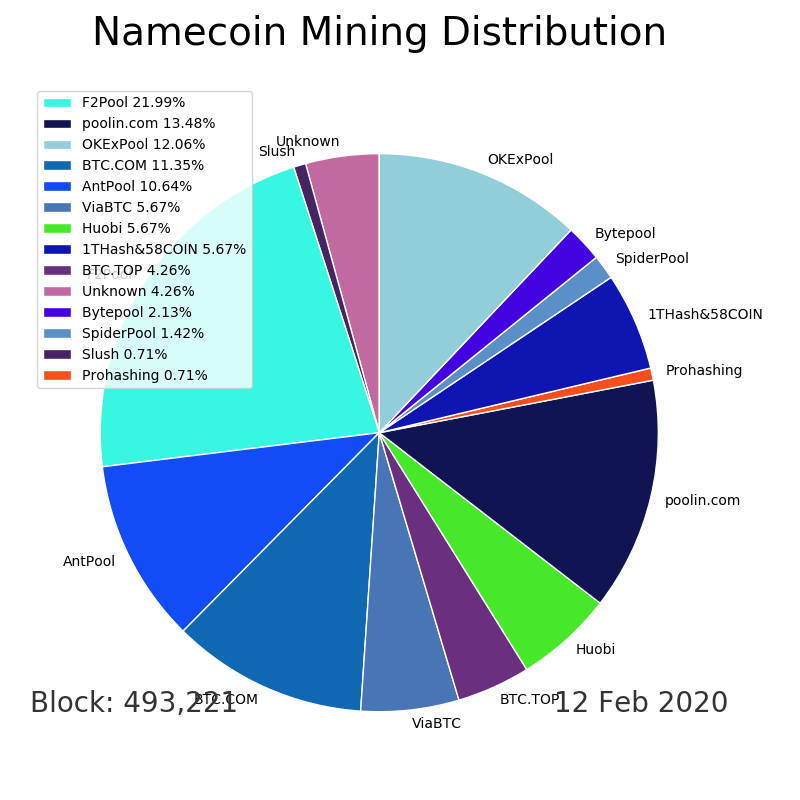 Namecoin Mining Distribution
F2Pool 21.99%
poolin.com 13.48%
OKExPool 12.06%
BTC.COM 11.35%
AntPool 10.64%
ViaBTC 5.67%
Huobi 5.67%
1THash&58COIN 5.67%
BTC.TOP 4.26%
Unknown 4.26%
Bytepool 2.13%
SpiderPool 1.42%
Slush 0.71%
Prohashing 0.71%
Unknown
Slush
OKExPool
Bytepool
SpiderPool
1THash&58COIN
Prohashing
poolin.com
Huobi
BTC.TOP
ViaBTC
BTC.COM
AntPool
F2Pool
Block: 493,221
12 Feb 2020